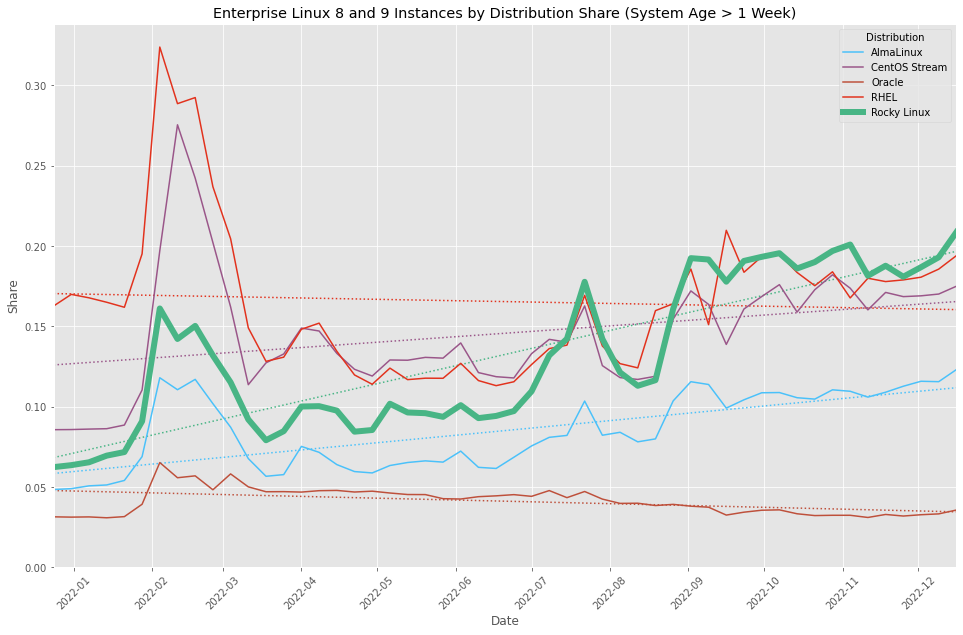 Enterprise Linux 8 and 9 Instances by Distribution Share (System Age > 1 Week)
Distribution
AlmaLinux
CentOS Stream
Oracle
RHEL
Rocky Linux
Share
0.30
0.25
0.20
0.15
0.10
0.05
0.00
2022-01
2022-02
2022-03
2022-04
2022-05
2022-06
2022-07
2022-08
2022-09
2022-10
2022-11
2022-12
Date